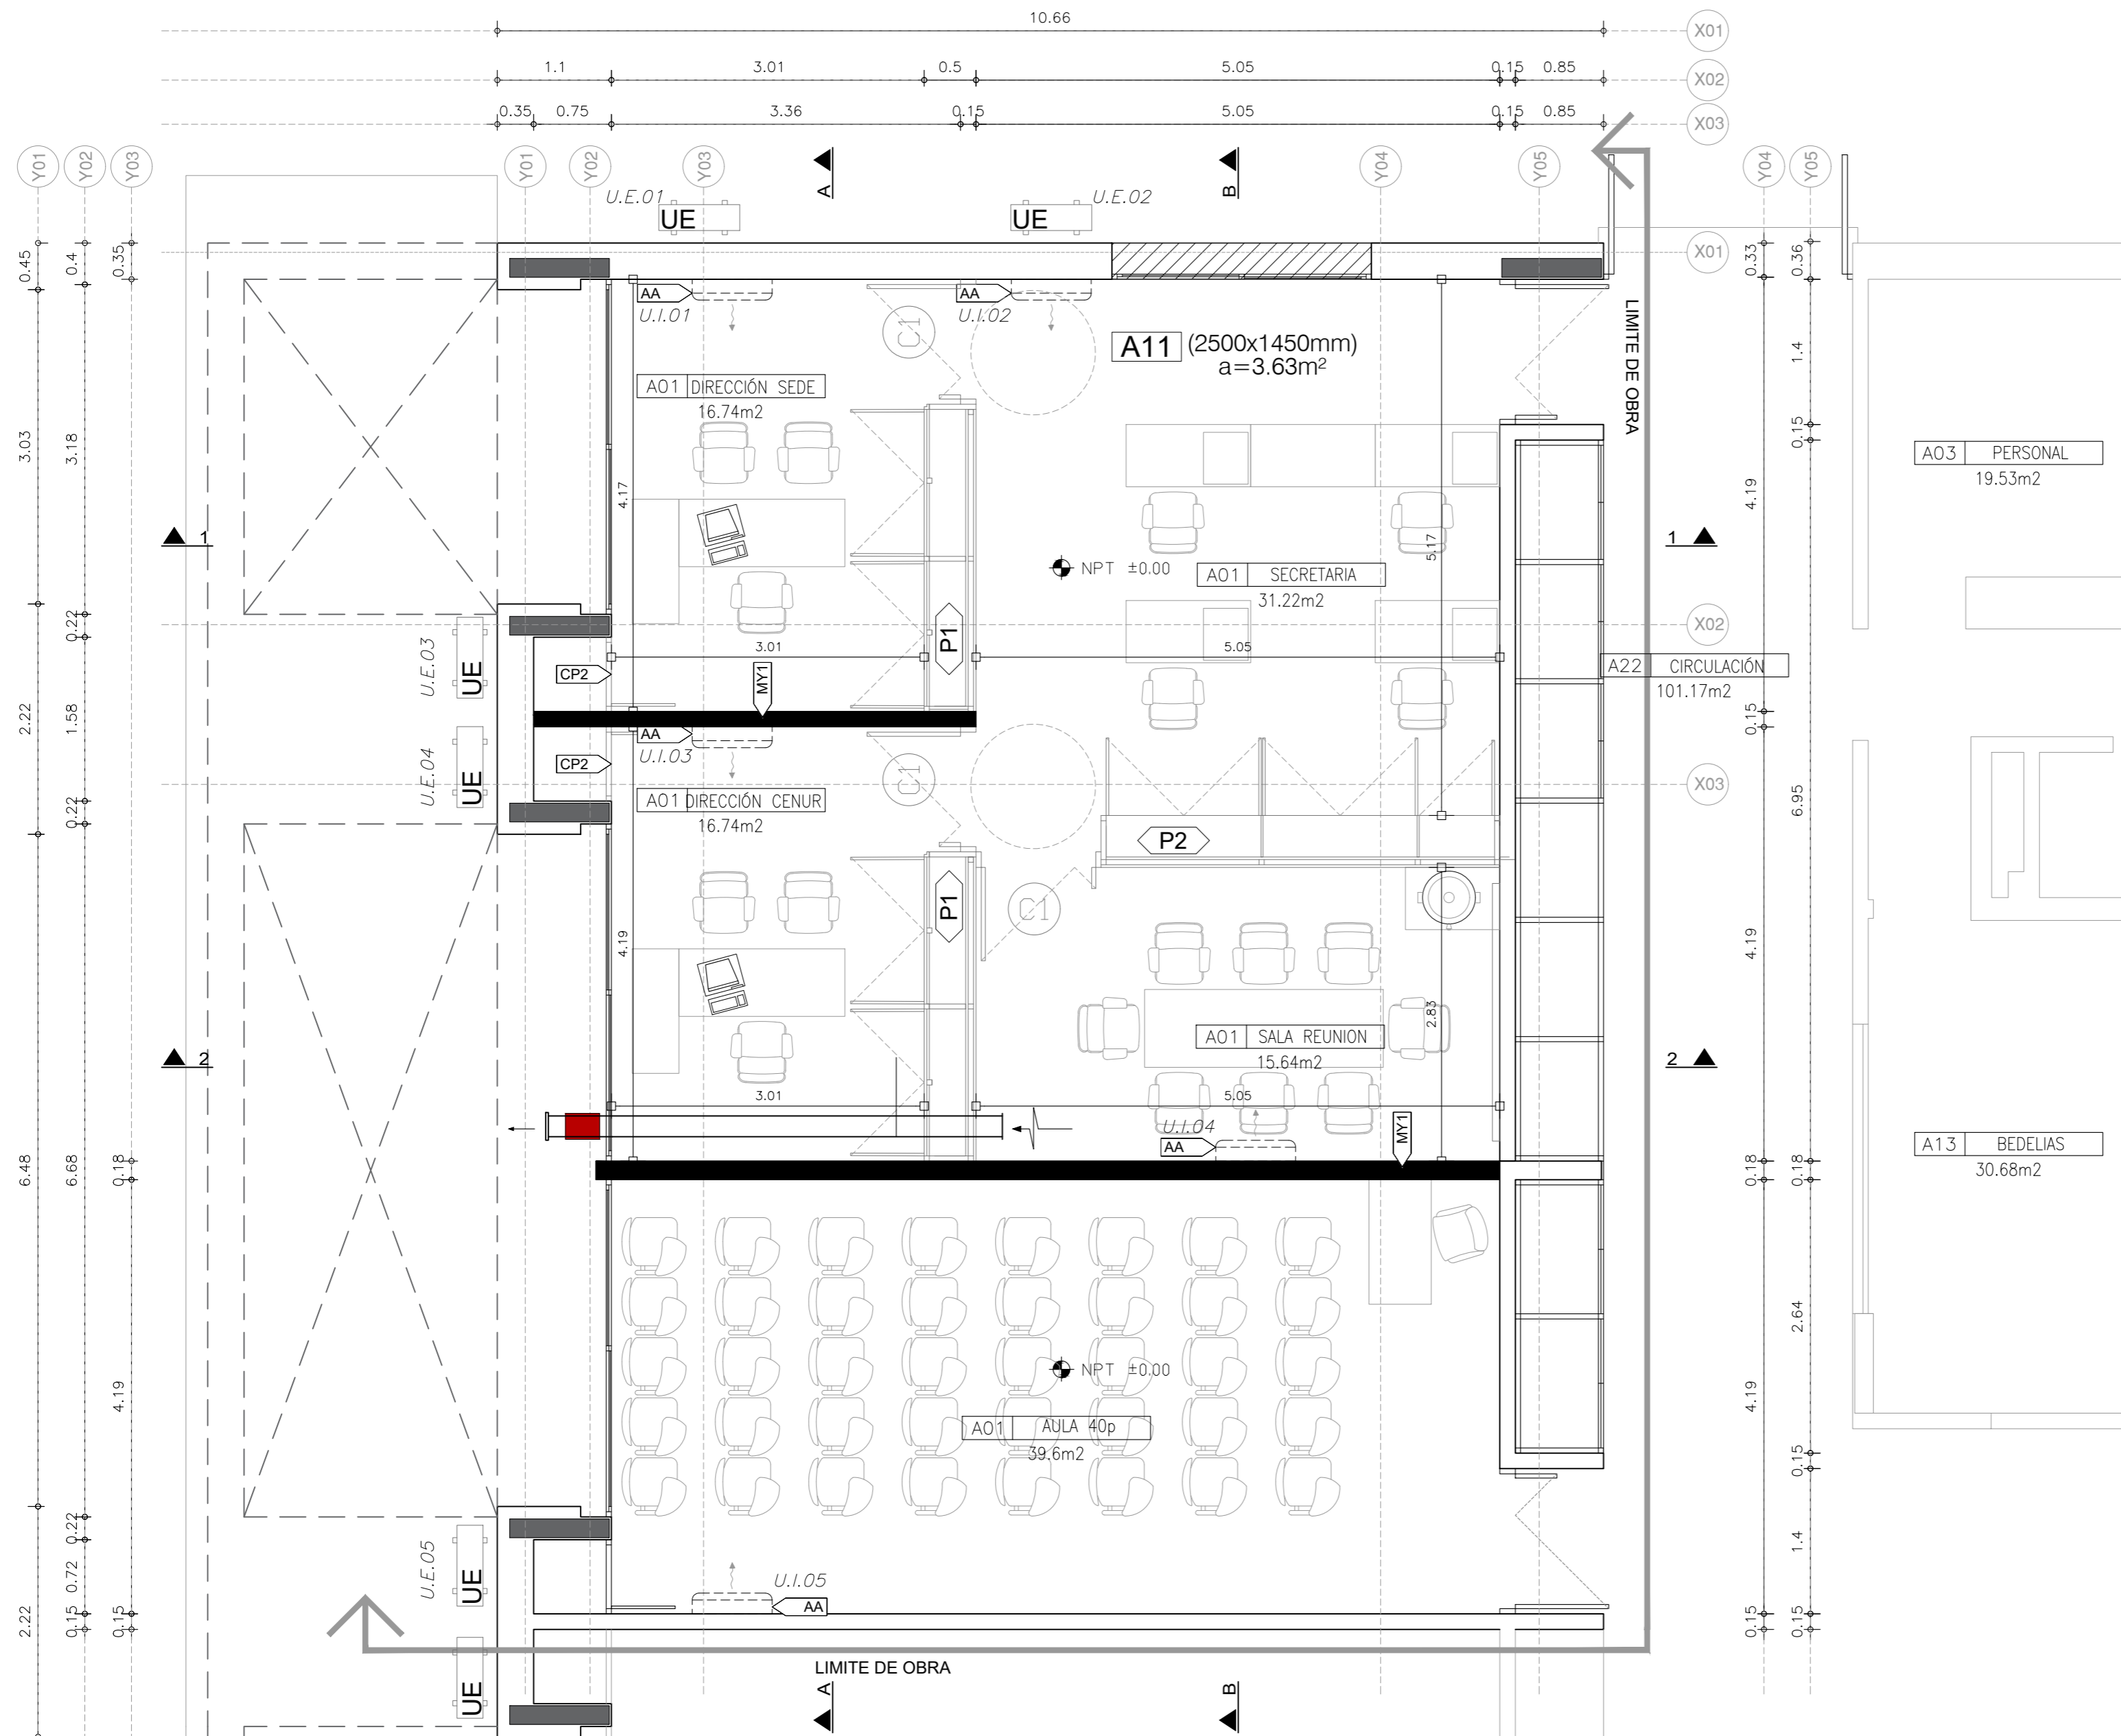 10.66
X01
1.1 3.01 0.5 5.05 0.15 0.85
X02
0.35 0.75 3.36 0.15 5.05 0.15 0.85
X03
Y01 Y02 Y03 Y01 Y02 Y03 Y04 Y05 Y04 Y05
A B
U.E.01 U.E.02
UE UE
X01
0.45 0.4 0.35 0.33 0.36
AA AA
U.I.01 U.I.02
C1
A11 (2500x1450mm)
a=3.63m²
LIMITE DE OBRA
1.4
A01 DIRECCIÓN SEDE
16.74m2
3.03 3.18
0.15
A03 PERSONAL
19.53m2
4.17
4.19
1 1
5.17
NPT ±0.00
A01 SECRETARIA
31.22m2
0.22
X02
P1
3.01 5.05
U.E.03
UE
CP2
MY1
A22 CIRCULACIÓN
101.17m2
2.22 1.58
0.15
AA
U.I.03
U.E.04
UE
CP2
C1
X03
A01 DIRECCIÓN CENUR
16.74m2
0.22
6.95
P2
P1
C1
4.19
4.19
2.83
A01 SALA REUNION
15.64m2
2 2
3.01 5.05
U.I.04
AA
MY1
A13 BEDELIAS
30.68m2
6.48 6.68 0.18 0.18 0.18
2.64
NPT ±0.00
4.19 4.19
A01 AULA 40p
39.6m2
0.15
0.22
1.4
U.E.05
UE
0.72
U.I.05
AA
2.22 0.15 0.15 0.15 0.15
UE
LIMITE DE OBRA
A B